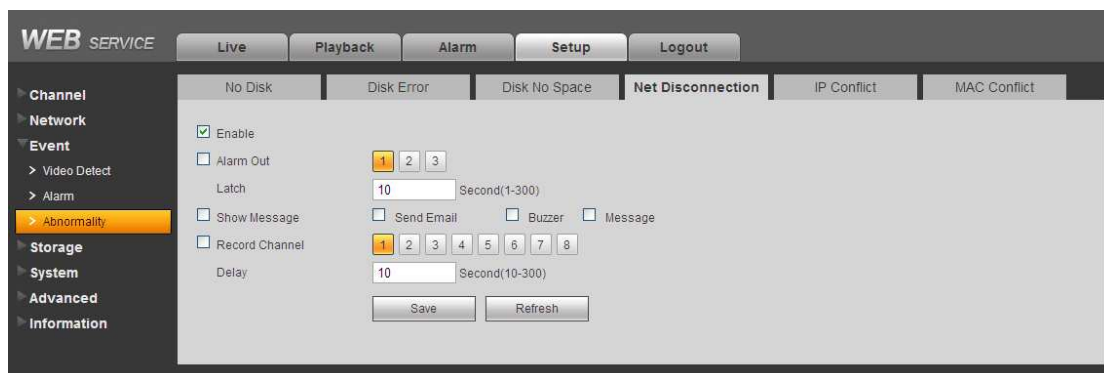 WEB SERVICE
Live Playback Alarm Setup Logout
No Disk Disk Error Disk No Space Net Disconnection IP Conflict MAC Conflict
Channel
Network
Event
> Video Detect
> Alarm
> Abnormality
Storage
System
Advanced
Information
Enable
Alarm Out 1 2 3
Latch 10 Second(1-300)
Show Message Send Email Buzzer Message
Record Channel 1 2 3 4 5 6 7 8
Delay 10 Second(10-300)
Save Refresh